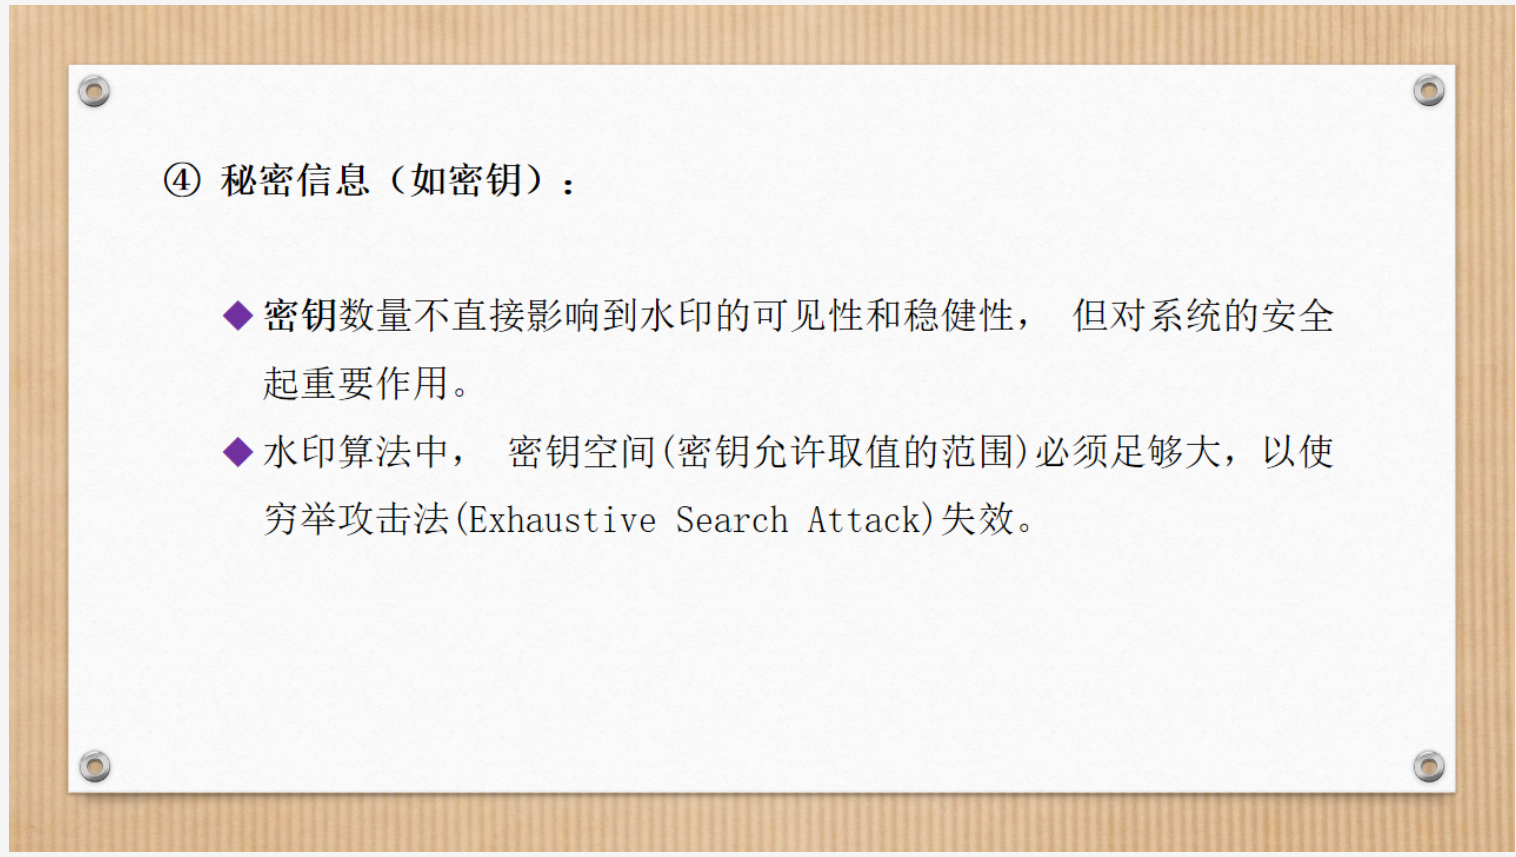 ④ 秘密信息（如密钥）：
◆密钥数量不直接影响到水印的可见性和稳健性， 但对系统的安全
起重要作用。
◆水印算法中， 密钥空间(密钥允许取值的范围)必须足够大，以使
穷举攻击法(Exhaustive Search Attack)失效。